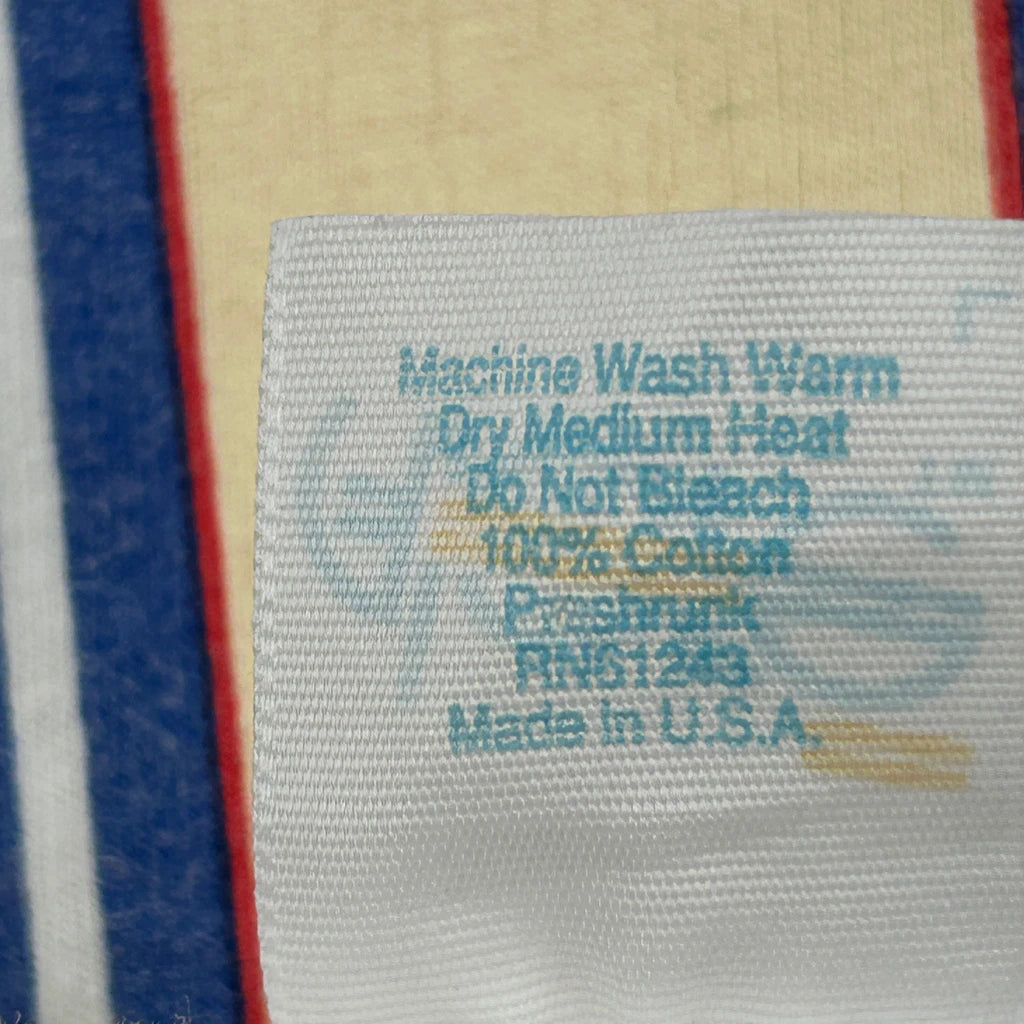 Machine Wash Warm
Dry Medium Heat
Do Not Bleach
100% Cotton
Preshrunk
RN61243
Made in U.S.A.